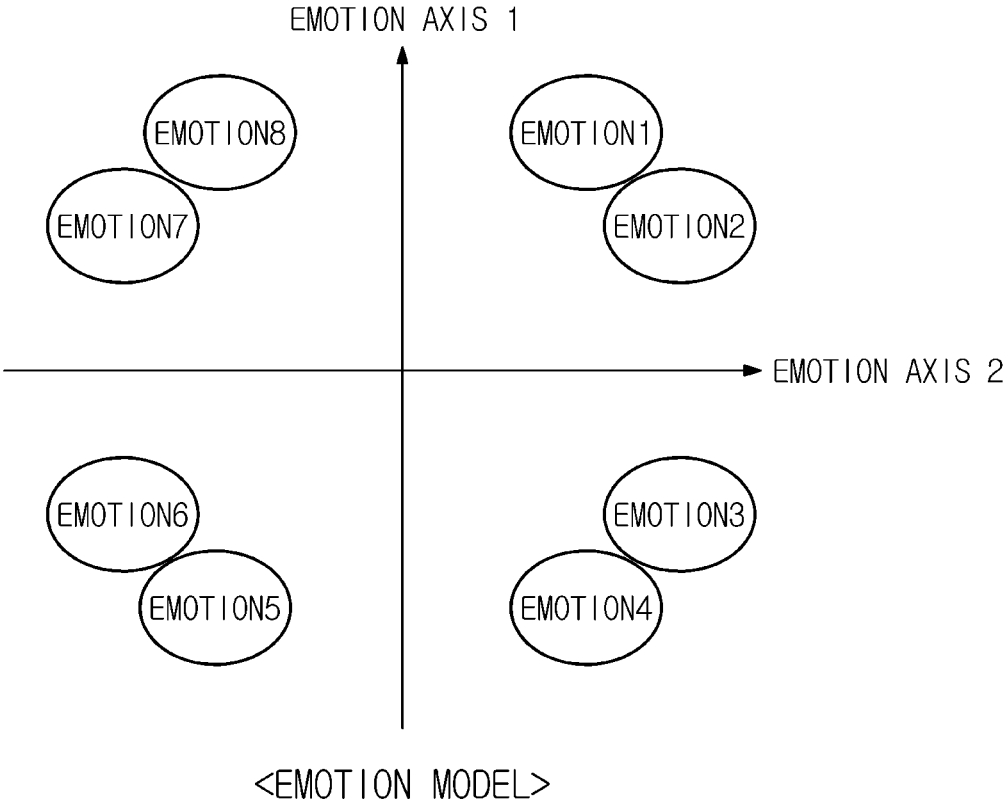 EMOTION AXIS 1
EMOTION8
EMOTION1
EMOTION7
EMOTION2
EMOTION AXIS 2
EMOTION6
EMOTION3
EMOTION5
EMOTION4
<EMOTION MODEL>